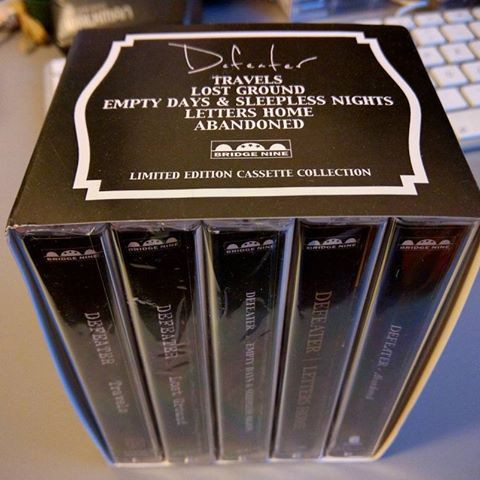 Defeater
TRAVELS
LOST GROUND
EMPTY DAYS & SLEEPLESS NIGHTS
LETTERS HOME
ABANDONED
BRIDGE NINE
LIMITED EDITION CASSETTE COLLECTION
BRIDGE NINE
DEFEATER Travels
BRIDGE NINE
DEFEATER Lost Ground
BRIDGE NINE
DEFEATER EMPTY DAYS & SLEEPLESS NIGHTS
BRIDGE NINE
DEFEATER LETTERS HOME
BRIDGE NINE
DEFEATER Abandoned